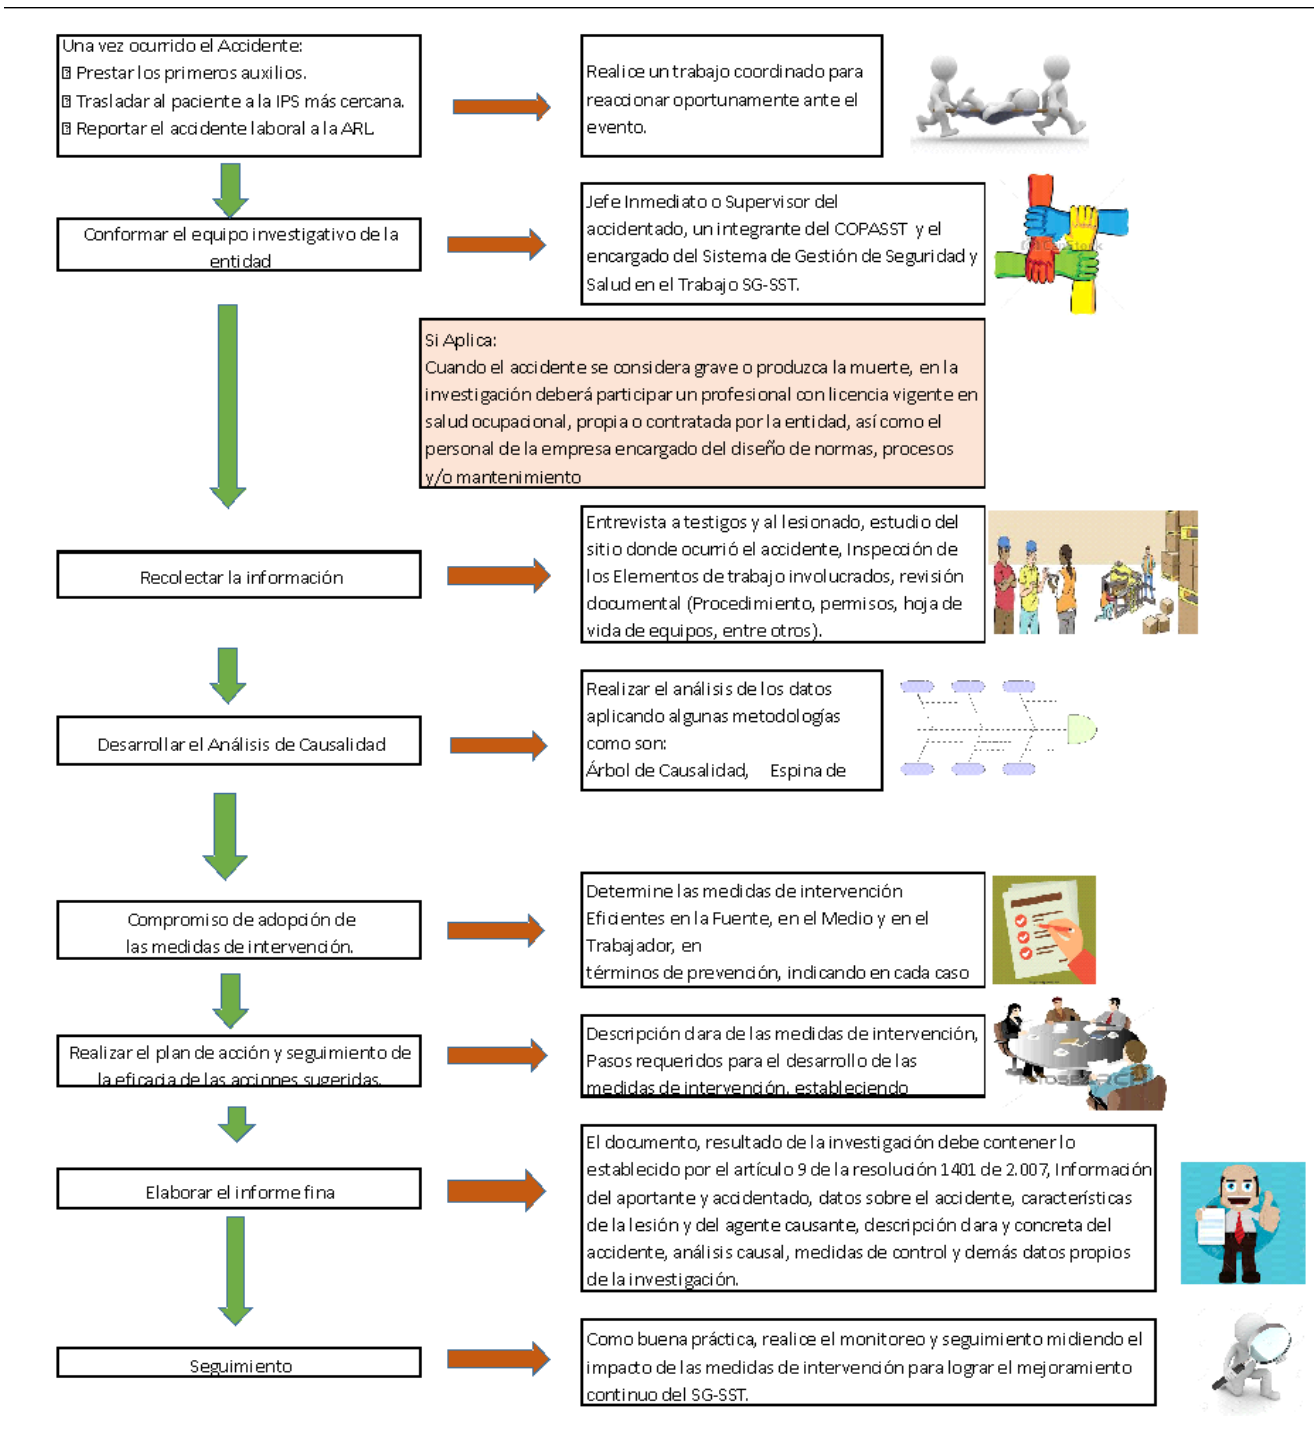 Una vez ocurrido el Accidente:
Prestar los primeros auxilios.
Trasladar al paciente a la IPS más cercana.
Reportar el accidente laboral a la ARL.
Realice un trabajo coordinado para
reaccionar oportunamente ante el
evento.
Conformar el equipo investigativo de la
entidad
Jefe Inmediato o Supervisor del
accidentado, un integrante del COPASST y el
encargado del Sistema de Gestión de Seguridad y
Salud en el Trabajo SG-SST.
Si Aplica:
Cuando el accidente se considera grave o produzca la muerte, en la
investigación deberá participar un profesional con licencia vigente en
salud ocupacional, propia o contratada por la entidad, así como el
personal de la empresa encargado del diseño de normas, procesos
y/o mantenimiento
Recolectar la información
Entrevista a testigos y al lesionado, estudio del
sitio donde ocurrió el accidente, Inspección de
los Elementos de trabajo involucrados, revisión
documental (Procedimiento, permisos, hoja de
vida de equipos, entre otros).
Desarrollar el Análisis de Causalidad
Realizar el análisis de los datos
aplicando algunas metodologías
como son:
Árbol de Causalidad, Espina de
Compromiso de adopción de
las medidas de intervención.
Determine las medidas de intervención
Eficientes en la Fuente, en el Medio y en el
Trabajador, en
términos de prevención, indicando en cada caso
Realizar el plan de acción y seguimiento de
la eficacia de las acciones sugeridas.
Descripción clara de las medidas de intervención,
Pasos requeridos para el desarrollo de las
medidas de intervención, estableciendo
Elaborar el informe fina
El documento, resultado de la investigación debe contener lo
establecido por el artículo 9 de la resolución 1401 de 2.007, Información
del aportante y accidentado, datos sobre el accidente, características
de la lesión y del agente causante, descripción clara y concreta del
accidente, análisis causal, medidas de control y demás datos propios
de la investigación.
Seguimiento
Como buena práctica, realice el monitoreo y seguimiento midiendo el
impacto de las medidas de intervención para lograr el mejoramiento
continuo del SG-SST.